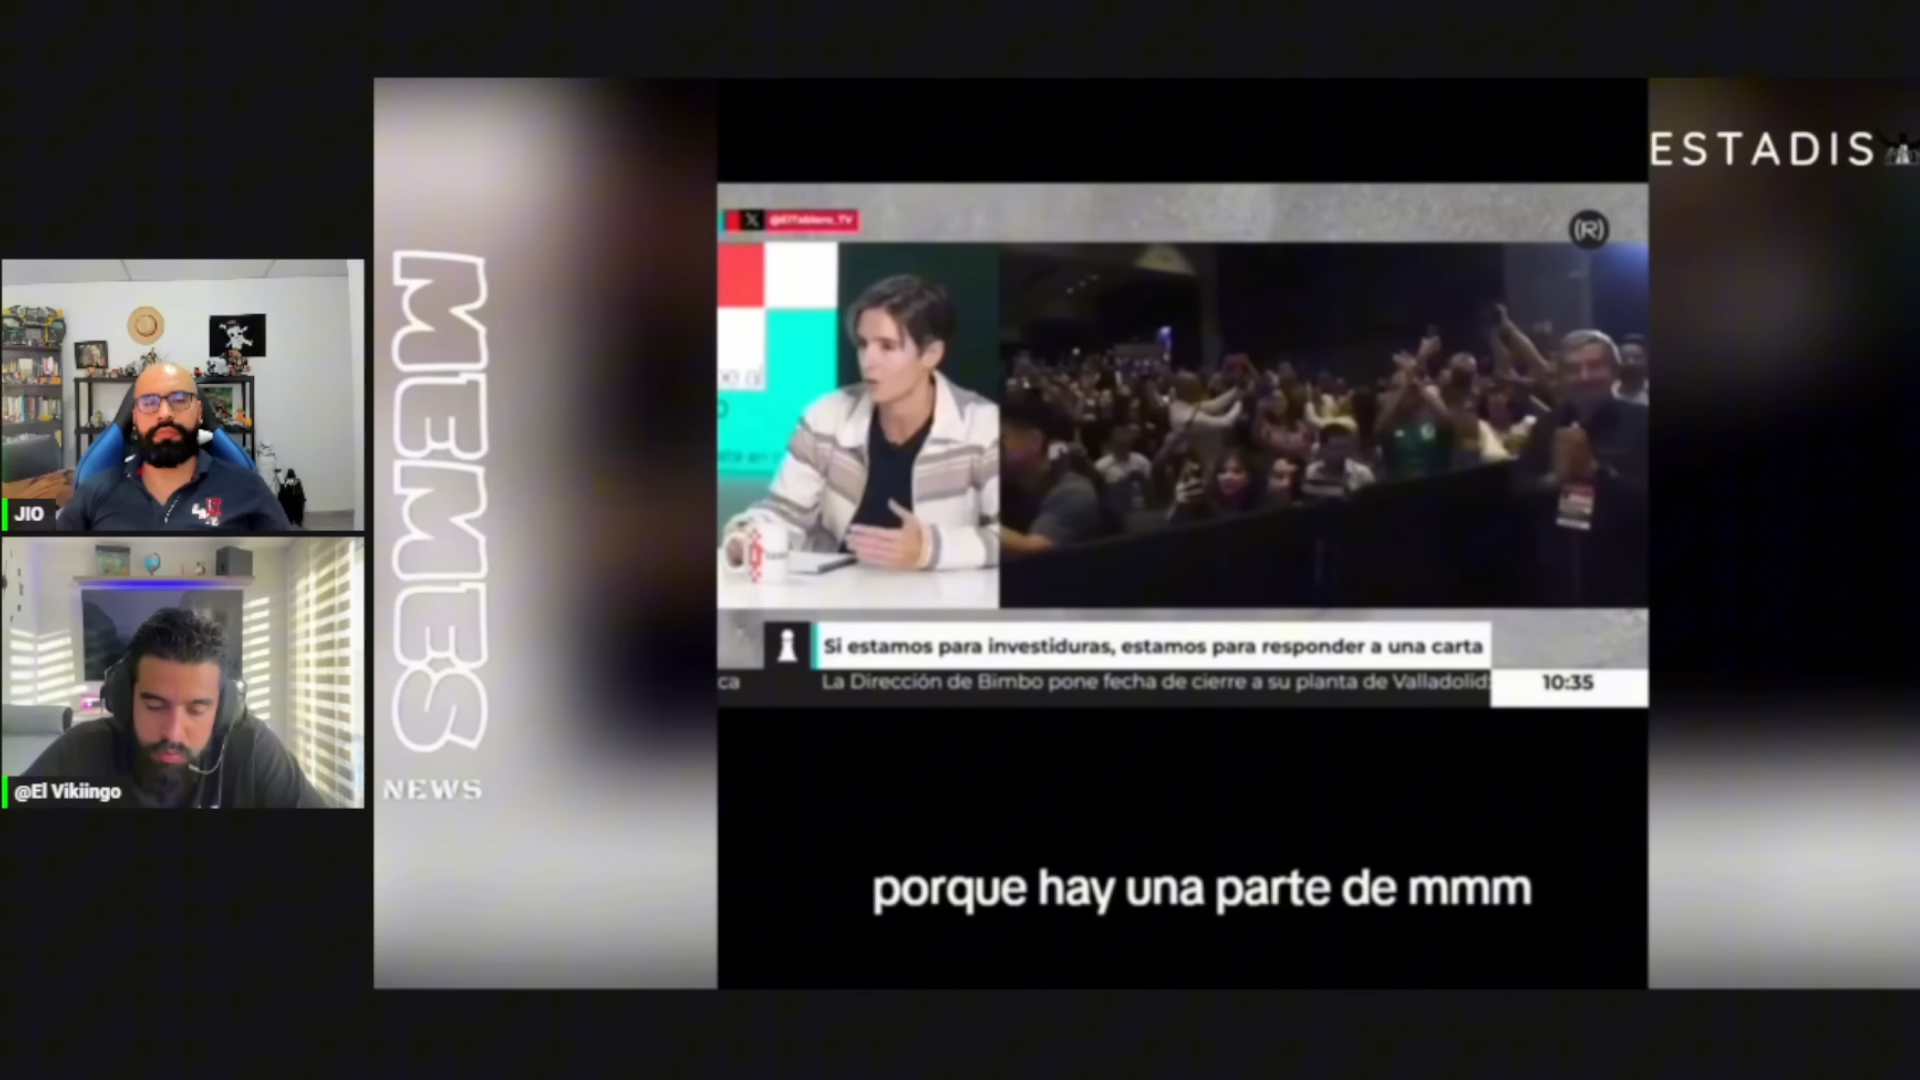 ESTADIS
@ElTablero_TV
(R)
MEMES
NEWS
JIO
@El Vikiingo
Si estamos para investiduras, estamos para responder a una carta
ca
La Dirección de Bimbo pone fecha de cierre a su planta de Valladolid:
10:35
porque hay una parte de mmm